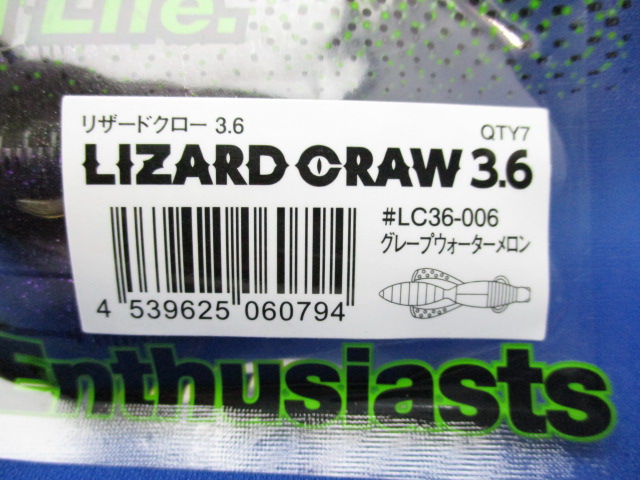 Life.
リザードクロー 3.6
QTY7
LIZARD CRAW 3.6
#LC36-006
グレープウォーターメロン
4 539625 060794
Enthusiasts